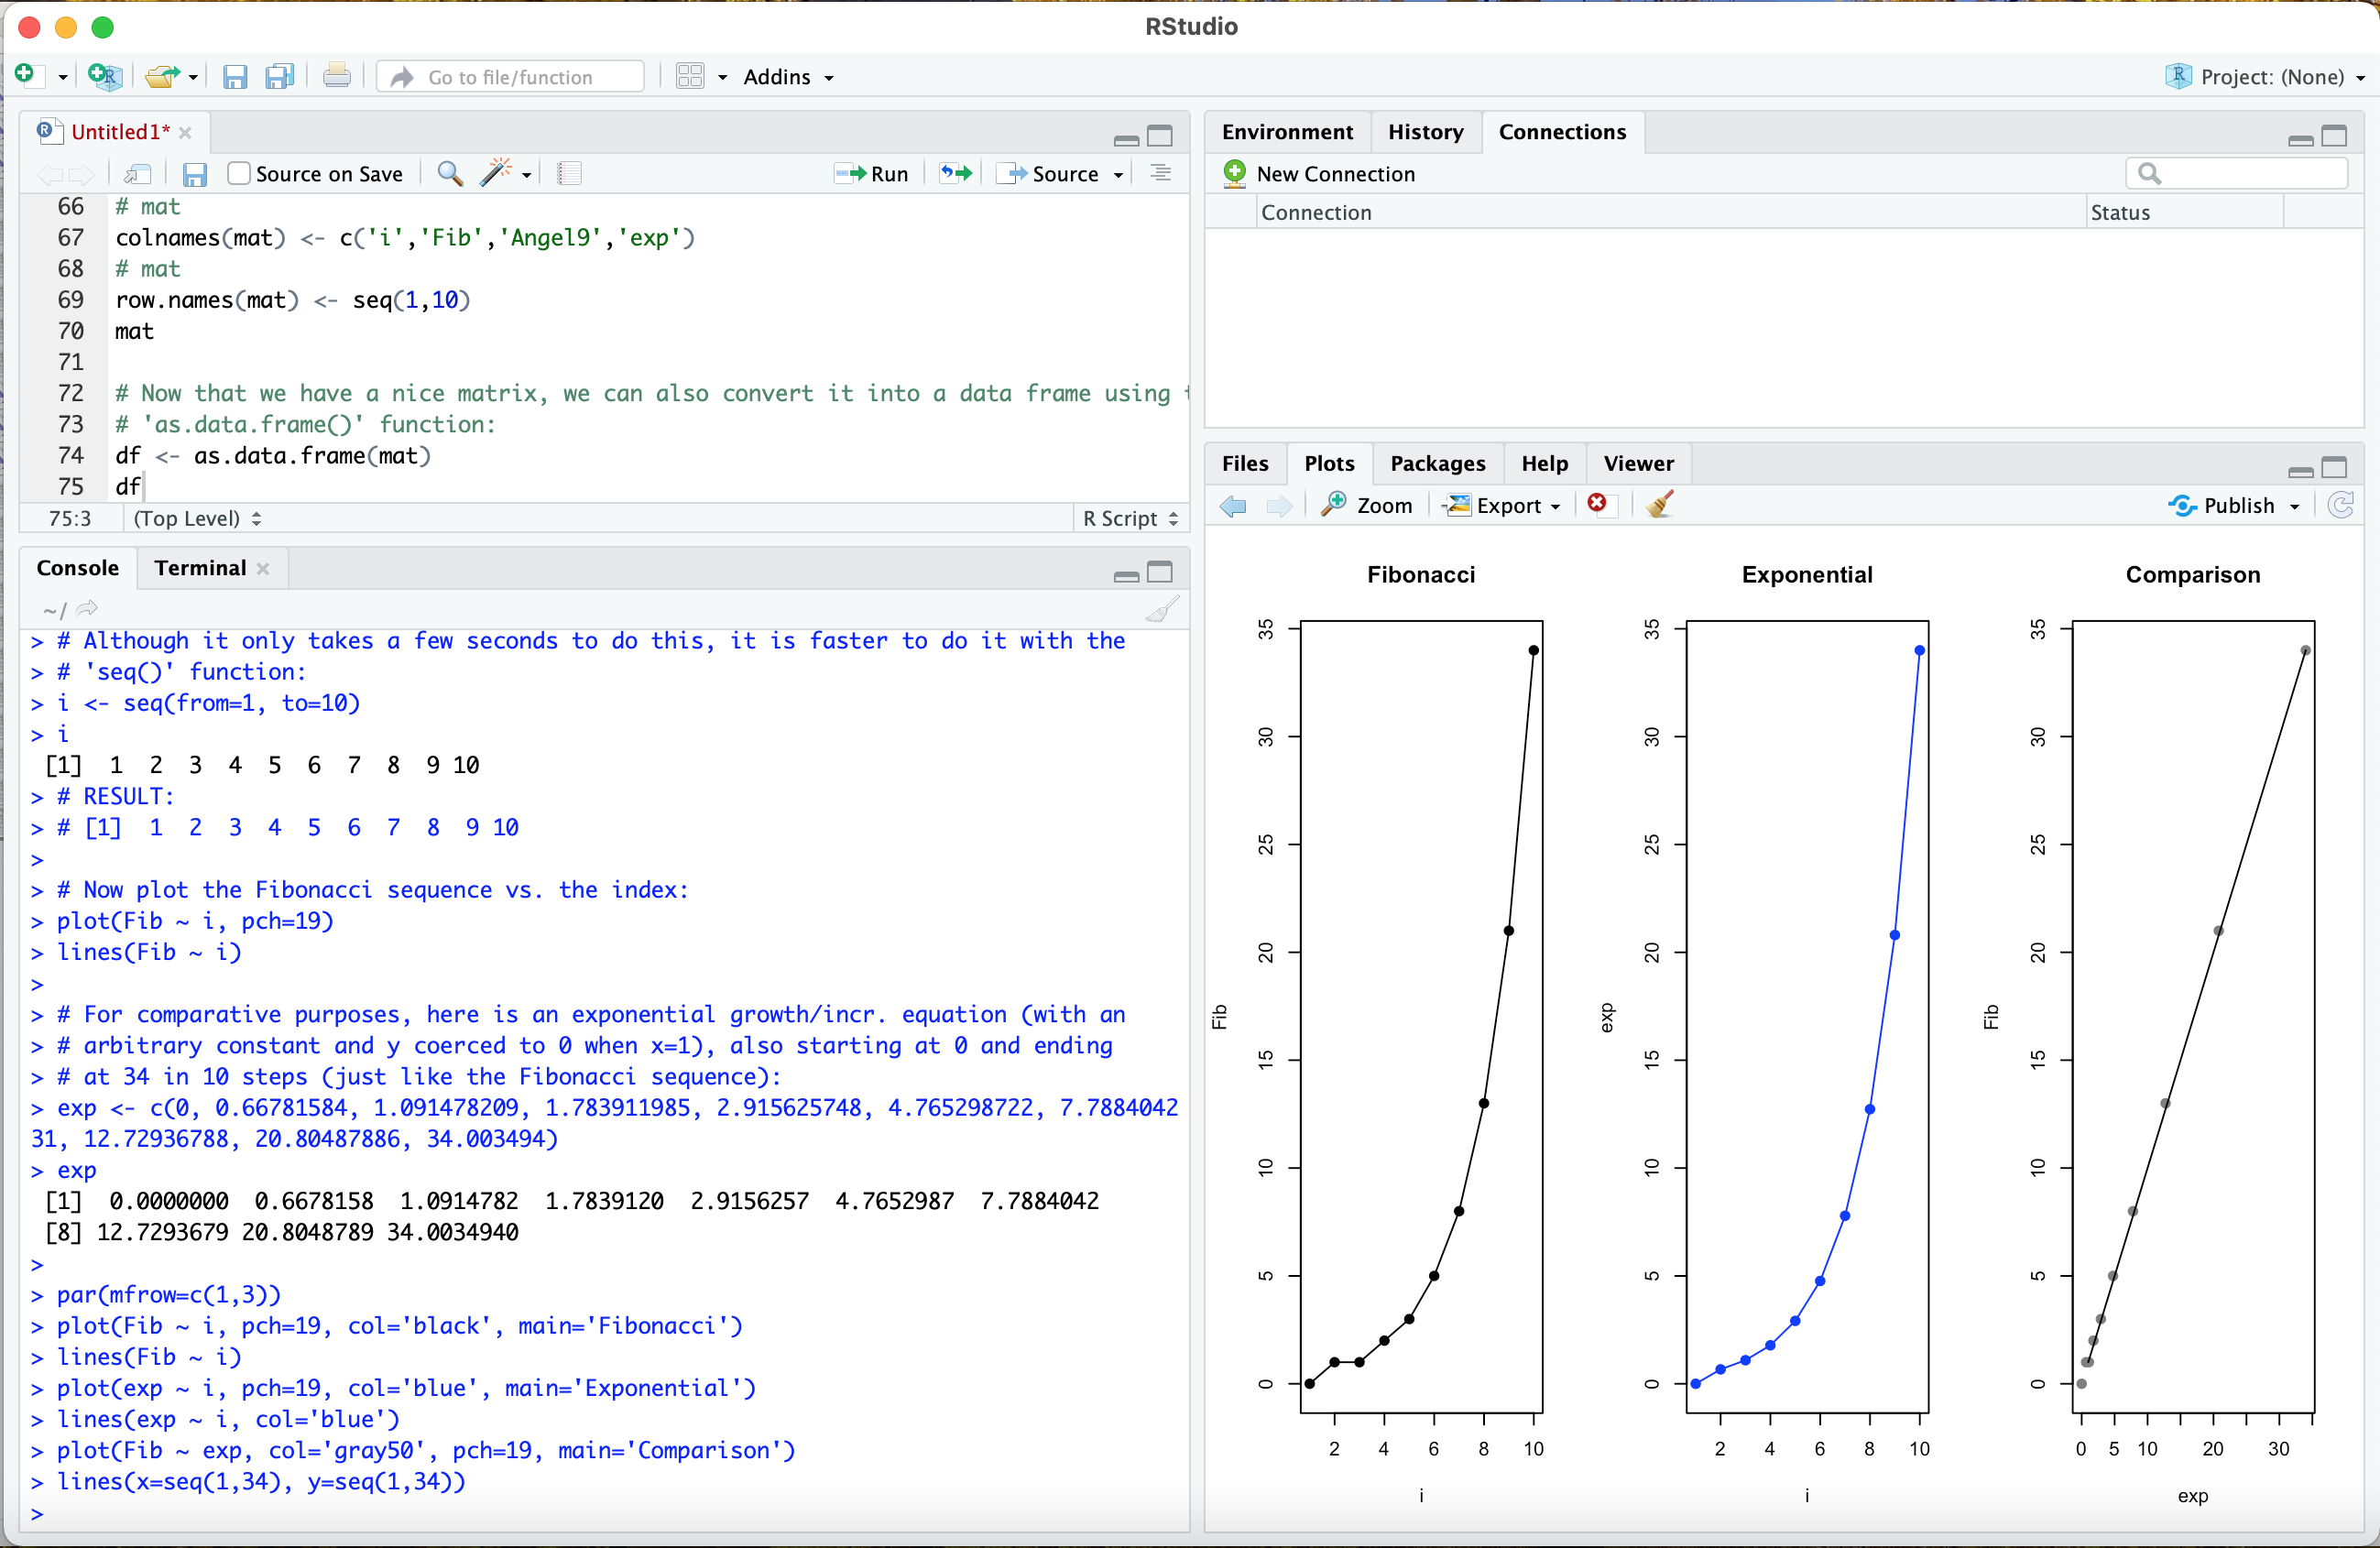 RStudio
Go to file/function
Addins
Project: (None)
Untitled1*
Source on Save
Run
Source
66 # mat
67 colnames(mat) <- c('i','Fib','Angel9','exp')
68 # mat
69 row.names(mat) <- seq(1,10)
70 mat
71
72 # Now that we have a nice matrix, we can also convert it into a data frame using
73 # 'as.data.frame()' function:
74 df <- as.data.frame(mat)
75 df
75:3 (Top Level) R Script
Console Terminal
~/
> # Although it only takes a few seconds to do this, it is faster to do it with the
> # 'seq()' function:
> i <- seq(from=1, to=10)
> i
[1] 1 2 3 4 5 6 7 8 9 10
> # RESULT:
> # [1] 1 2 3 4 5 6 7 8 9 10
>
> # Now plot the Fibonacci sequence vs. the index:
> plot(Fib ~ i, pch=19)
> lines(Fib ~ i)
>
> # For comparative purposes, here is an exponential growth/incr. equation (with an
> # arbitrary constant and y coerced to 0 when x=1), also starting at 0 and ending
> # at 34 in 10 steps (just like the Fibonacci sequence):
> exp <- c(0, 0.66781584, 1.091478209, 1.783911985, 2.915625748, 4.765298722, 7.7884042
31, 12.72936788, 20.80487886, 34.003494)
> exp
[1] 0.0000000 0.6678158 1.0914782 1.7839120 2.9156257 4.7652987 7.7884042
[8] 12.7293679 20.8048789 34.0034940
>
> par(mfrow=c(1,3))
> plot(Fib ~ i, pch=19, col='black', main='Fibonacci')
> lines(Fib ~ i)
> plot(exp ~ i, pch=19, col='blue', main='Exponential')
> lines(exp ~ i, col='blue')
> plot(Fib ~ exp, col='gray50', pch=19, main='Comparison')
> lines(x=seq(1,34), y=seq(1,34))
>
Environment History Connections
New Connection
Connection Status
Files Plots Packages Help Viewer
Zoom Export Publish
Fibonacci
35
30
25
20
15
10
5
0
Fib
2 4 6 8 10
i
Exponential
35
30
25
20
15
10
5
0
exp
2 4 6 8 10
i
Comparison
35
30
25
20
15
10
5
0
Fib
0 5 10 20 30
exp